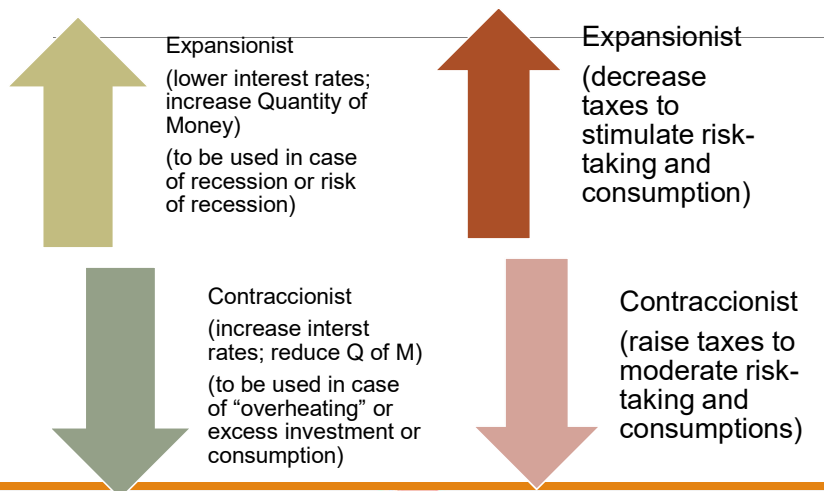 Expansionist
(lower interest rates;
increase Quantity of
Money)
(to be used in case
of recession or risk
of recession)
Contraccionist
(increase interst
rates; reduce Q of M)
(to be used in case
of “overheating” or
excess investment or
consumption)
Expansionist
(decrease
taxes to
stimulate risk-
taking and
consumption)
Contraccionist
(raise taxes to
moderate risk-
taking and
consumptions)